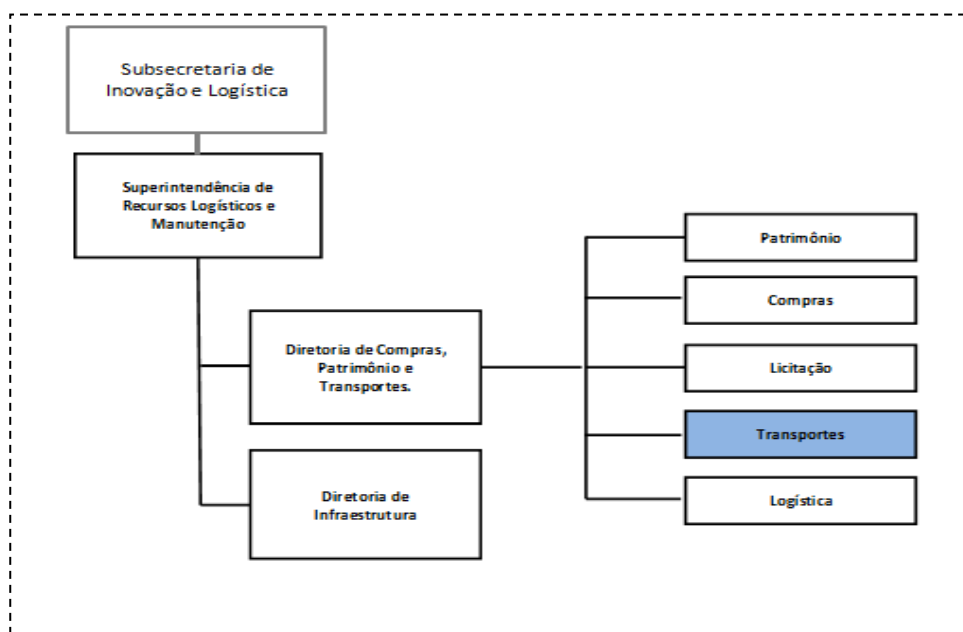 Subsecretaria de
Inovação e Logística
Superintendência de
Recursos Logísticos e
Manutenção
Diretoria de Compras,
Patrimônio e
Transportes.
Diretoria de
Infraestrutura
Patrimônio
Compras
Licitação
Transportes
Logística